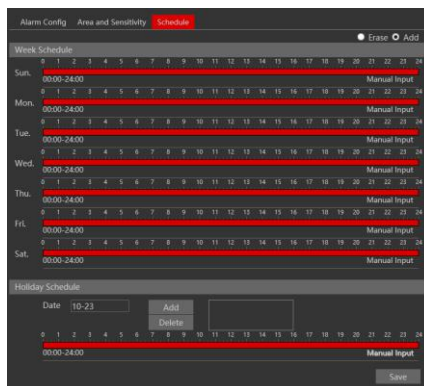 Alarm Config Area and Sensitivity Schedule
Erase Add
Week Schedule
0 1 2 3 4 5 6 7 8 9 10 11 12 13 14 15 16 17 18 19 20 21 22 23 24
Sun.
00:00-24:00 Manual Input
0 1 2 3 4 5 6 7 8 9 10 11 12 13 14 15 16 17 18 19 20 21 22 23 24
Mon.
00:00-24:00 Manual Input
0 1 2 3 4 5 6 7 8 9 10 11 12 13 14 15 16 17 18 19 20 21 22 23 24
Tue.
00:00-24:00 Manual Input
0 1 2 3 4 5 6 7 8 9 10 11 12 13 14 15 16 17 18 19 20 21 22 23 24
Wed.
00:00-24:00 Manual Input
0 1 2 3 4 5 6 7 8 9 10 11 12 13 14 15 16 17 18 19 20 21 22 23 24
Thu.
00:00-24:00 Manual Input
0 1 2 3 4 5 6 7 8 9 10 11 12 13 14 15 16 17 18 19 20 21 22 23 24
Fri.
00:00-24:00 Manual Input
0 1 2 3 4 5 6 7 8 9 10 11 12 13 14 15 16 17 18 19 20 21 22 23 24
Sat.
00:00-24:00 Manual Input
Holiday Schedule
Date 10-23 Add
Delete
0 1 2 3 4 5 6 7 8 9 10 11 12 13 14 15 16 17 18 19 20 21 22 23 24
00:00-24:00 Manual Input
Save